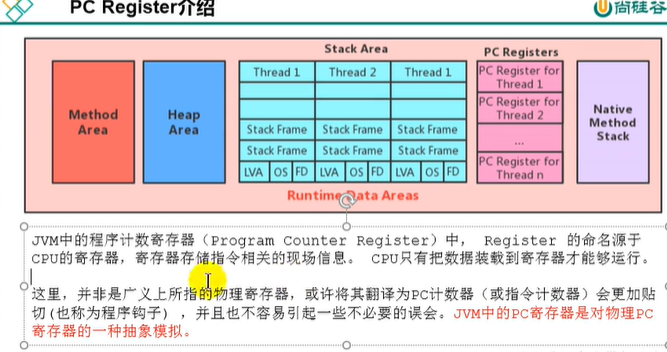 PC Register介绍
尚硅谷
Stack Area
PC Registers
Thread 1
Thread 2
Thread 1
PC Register for
Thread 1
PC Register for
Thread 2
...
PC Register for
Thread n
Method
Area
Heap
Area
Native
Method
Stack
Stack Frame
Stack Frame
Stack Frame
Stack Frame
Stack Frame
Stack Frame
LVA
OS
FD
LVA
OS
FD
LVA
OS
FD
Runtime Data Areas
JVM中的程序计数寄存器（Program Counter Register）中， Register 的命名源于
CPU的寄存器，寄存器存储指令相关的现场信息。 CPU只有把数据装载到寄存器才能够运行。
这里，并非是广义上所指的物理寄存器，或许将其翻译为PC计数器（或指令计数器）会更加贴
切(也称为程序钩子），并且也不容易引起一些不必要的误会。JVM中的PC寄存器是对物理PC
寄存器的一种抽象模拟。